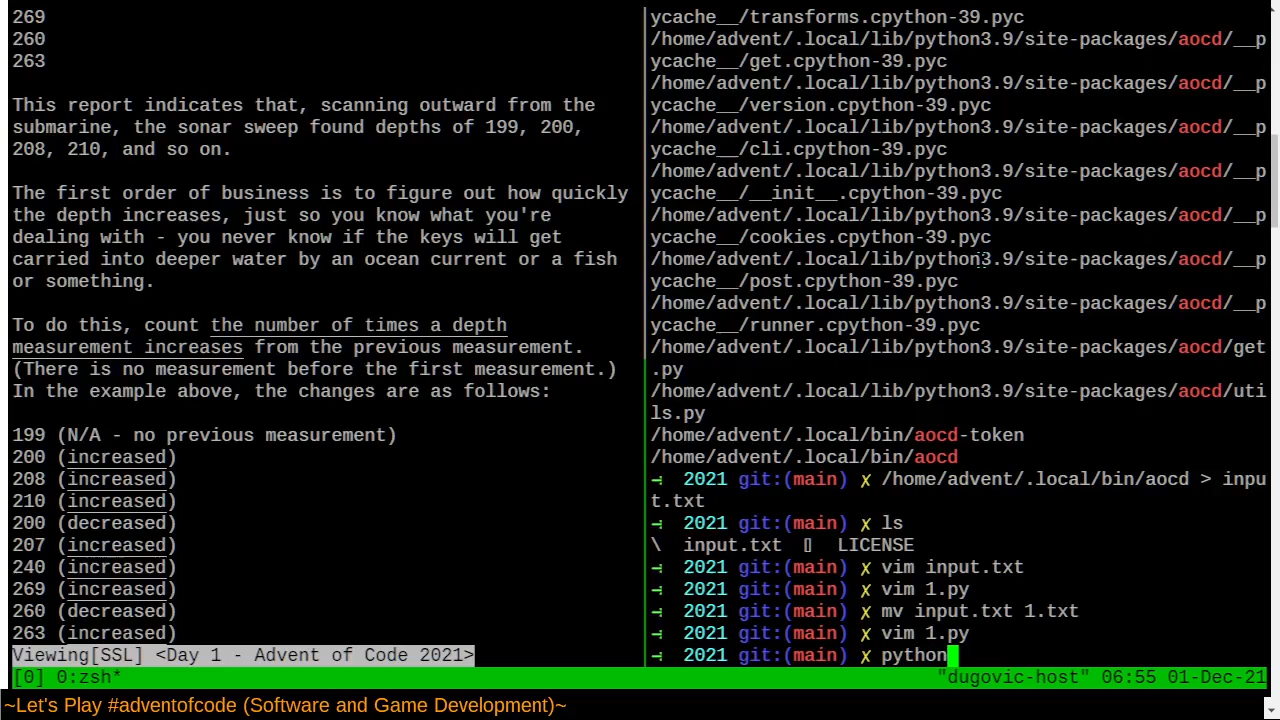 269
260
263
This report indicates that, scanning outward from the
submarine, the sonar sweep found depths of 199, 200,
208, 210, and so on.
The first order of business is to figure out how quickly
the depth increases, just so you know what you're
dealing with - you never know if the keys will get
carried into deeper water by an ocean current or a fish
or something.
To do this, count the number of times a depth
measurement increases from the previous measurement.
(There is no measurement before the first measurement.)
In the example above, the changes are as follows:
199 (N/A - no previous measurement)
200 (increased)
208 (increased)
210 (increased)
200 (decreased)
207 (increased)
240 (increased)
269 (increased)
260 (decreased)
263 (increased)
Viewing[SSL] <Day 1 - Advent of Code 2021>
ycache__/transforms.cpython-39.pyc
/home/advent/.local/lib/python3.9/site-packages/aocd/__p
ycache__/get.cpython-39.pyc
/home/advent/.local/lib/python3.9/site-packages/aocd/__p
ycache__/version.cpython-39.pyc
/home/advent/.local/lib/python3.9/site-packages/aocd/__p
ycache__/cli.cpython-39.pyc
/home/advent/.local/lib/python3.9/site-packages/aocd/__p
ycache__/__init__.cpython-39.pyc
/home/advent/.local/lib/python3.9/site-packages/aocd/__p
ycache__/cookies.cpython-39.pyc
/home/advent/.local/lib/python3.9/site-packages/aocd/__p
ycache__/post.cpython-39.pyc
/home/advent/.local/lib/python3.9/site-packages/aocd/__p
ycache__/runner.cpython-39.pyc
/home/advent/.local/lib/python3.9/site-packages/aocd/get
.py
/home/advent/.local/lib/python3.9/site-packages/aocd/uti
ls.py
/home/advent/.local/bin/aocd-token
/home/advent/.local/bin/aocd
→ 2021 git:(main) ✗ /home/advent/.local/bin/aocd > inpu
t.txt
→ 2021 git:(main) ✗ ls
\ input.txt ▯ LICENSE
→ 2021 git:(main) ✗ vim input.txt
→ 2021 git:(main) ✗ vim 1.py
→ 2021 git:(main) ✗ mv input.txt 1.txt
→ 2021 git:(main) ✗ vim 1.py
→ 2021 git:(main) ✗ python
[0] 0:zsh* "dugovic-host" 06:55 01-Dec-21
~Let's Play #adventofcode (Software and Game Development)~